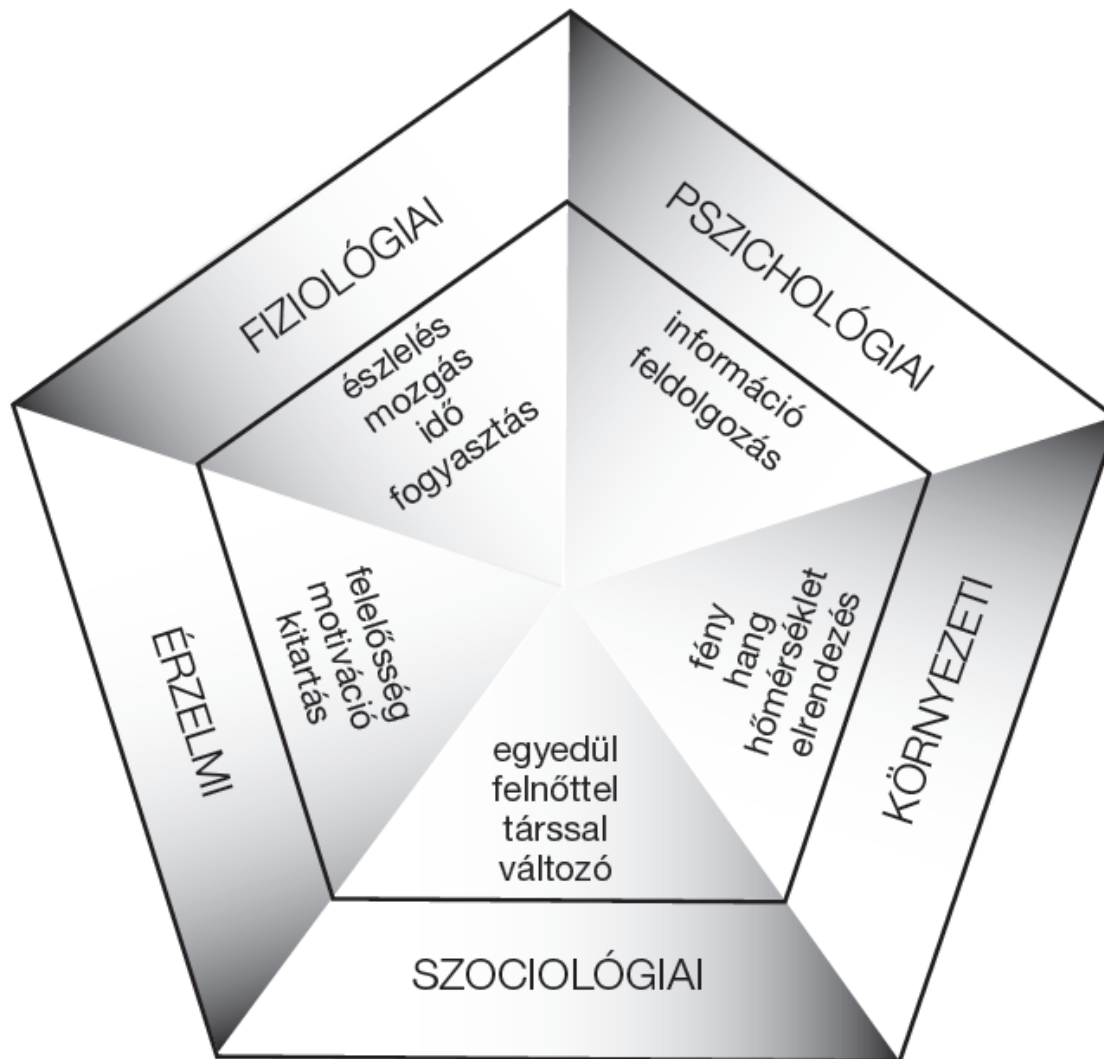 FIZIOLÓGIAI
észlelés
mozgás
idő
fogyasztás
PSZICHOLÓGIAI
információ
feldolgozás
KÖRNYEZETI
fény
hang
hőmérséklet
elrendezés
SZOCIOLÓGIAI
egyedül
felnőttel
társsal
változó
ÉRZELMI
felelősség
motiváció
kitartás